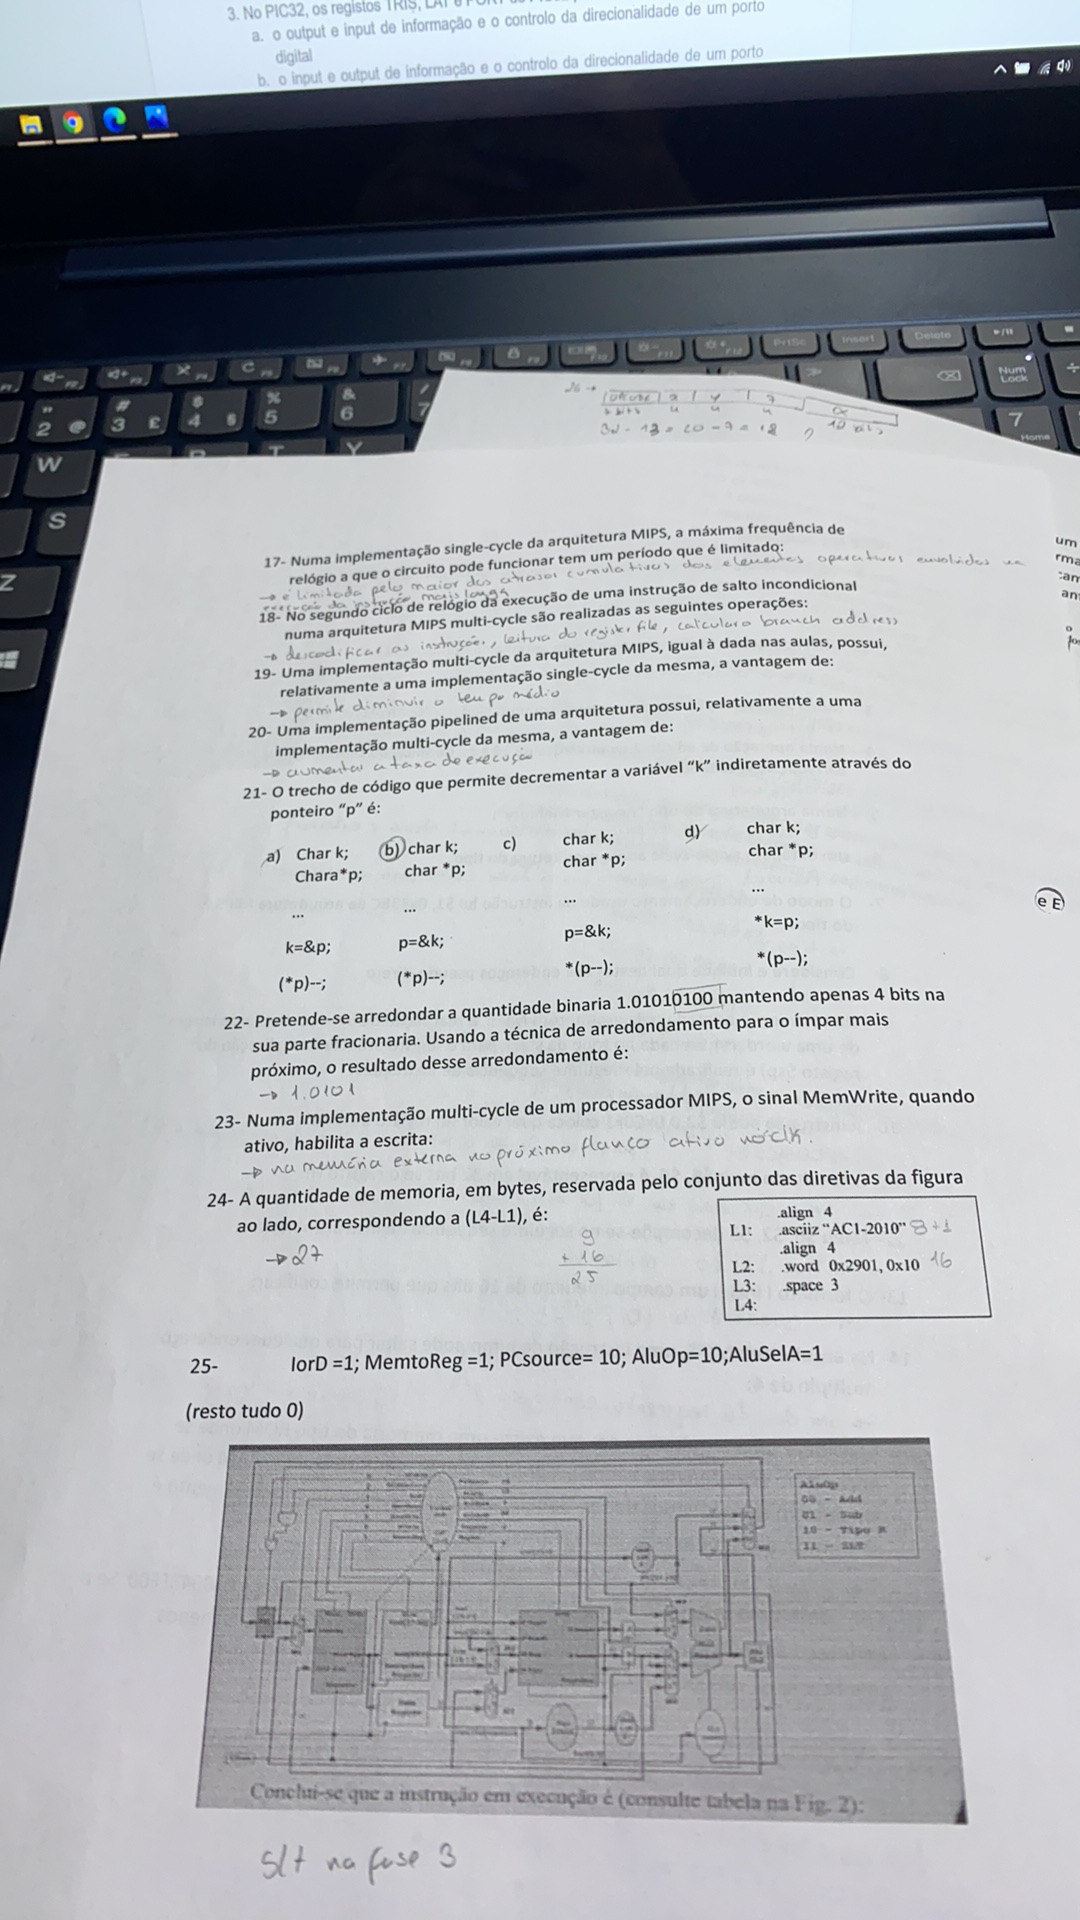 3. No PIC32, os registos TRIS, LAT e PORT
a. o output e input de informação e o controlo da direcionalidade de um porto
digital
b. o input e output de informação e o controlo da direcionalidade de um porto
17- Numa implementação single-cycle da arquitetura MIPS, a máxima frequência de
relógio a que o circuito pode funcionar tem um período que é limitado:
→ é limitada pelo maior dos atrasos cumulativos dos elementos operativos envolvidos na
execução da instrução mais longa
18- No segundo ciclo de relógio da execução de uma instrução de salto incondicional
numa arquitetura MIPS multi-cycle são realizadas as seguintes operações:
→ descodificar as instruções, leitura do register file, calcular o branch address
19- Uma implementação multi-cycle da arquitetura MIPS, igual à dada nas aulas, possui,
relativamente a uma implementação single-cycle da mesma, a vantagem de:
→ permite diminuir o tempo médio
20- Uma implementação pipelined de uma arquitetura possui, relativamente a uma
implementação multi-cycle da mesma, a vantagem de:
→ aumentar a taxa de execução
21- O trecho de código que permite decrementar a variável "k" indiretamente através do
ponteiro "p" é:
a) Char k; b) char k; c) char k; d) char k;
Chara*p; char *p; char *p; char *p;
... ... ... ...
k=&p; p=&k; p=&k; *k=p;
(*p)--; (*p)--; *(p--); *(p--);
22- Pretende-se arredondar a quantidade binaria 1.01010100 mantendo apenas 4 bits na
sua parte fracionaria. Usando a técnica de arredondamento para o ímpar mais
próximo, o resultado desse arredondamento é:
→ 1.0101
23- Numa implementação multi-cycle de um processador MIPS, o sinal MemWrite, quando
ativo, habilita a escrita:
→ na memória externa no próximo flanco ativo no clk.
24- A quantidade de memoria, em bytes, reservada pelo conjunto das diretivas da figura
ao lado, correspondendo a (L4-L1), é:
→ 27
9
+ 16
25
.align 4
L1: .asciiz "AC1-2010" 8+1
.align 4
L2: .word 0x2901, 0x10 16
L3: .space 3
L4:
25- IorD =1; MemtoReg =1; PCsource= 10; AluOp=10;AluSelA=1
(resto tudo 0)
AluOp
00 - Add
01 - Sub
10 - Tipo R
11 - SLT
Conclui-se que a instrução em execução é (consulte tabela na Fig. 2):
Slt na fase 3